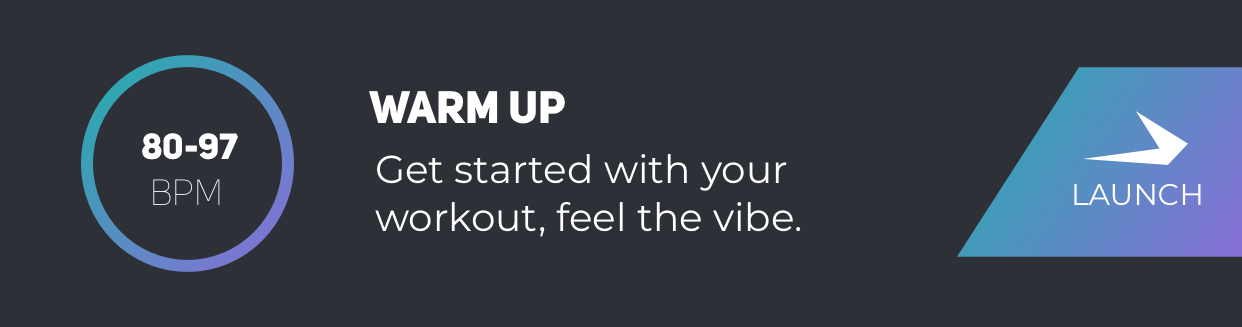 80-97
BPM
WARM UP
Get started with your
workout, feel the vibe.
LAUNCH